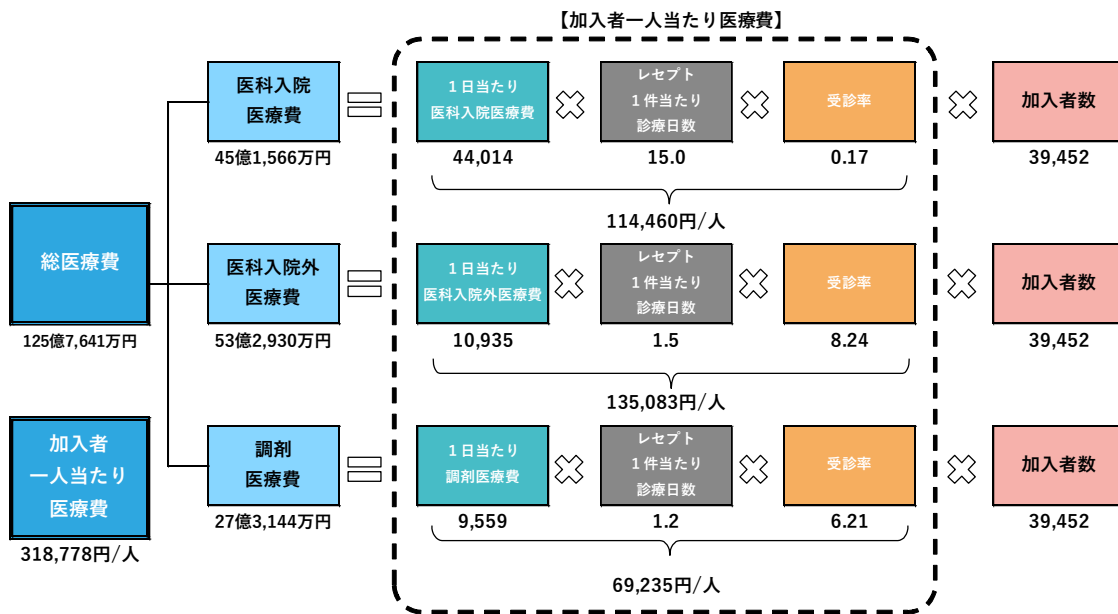 【加入者一人当たり医療費】
医科入院
医療費
45億1,566万円
1日当たり
医科入院医療費
44,014
レセプト
1件当たり
診療日数
15.0
受診率
0.17
加入者数
39,452
114,460円/人
総医療費
125億7,641万円
医科入院外
医療費
53億2,930万円
1日当たり
医科入院外医療費
10,935
レセプト
1件当たり
診療日数
1.5
受診率
8.24
加入者数
39,452
135,083円/人
加入者
一人当たり
医療費
318,778円/人
調剤
医療費
27億3,144万円
1日当たり
調剤医療費
9,559
レセプト
1件当たり
診療日数
1.2
受診率
6.21
加入者数
39,452
69,235円/人